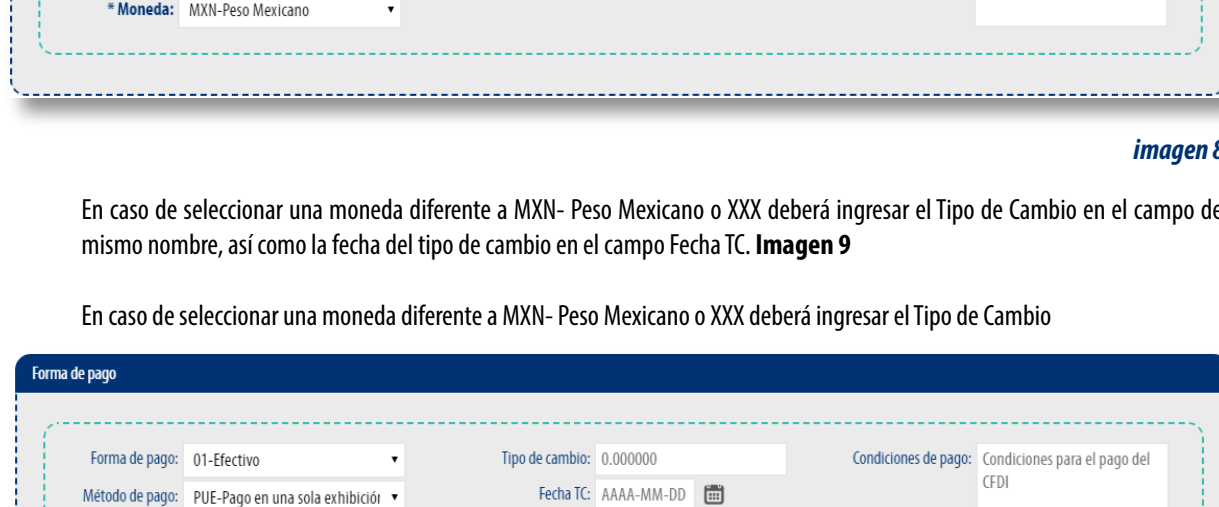 * Moneda: MXN-Peso Mexicano
imagen 8
En caso de seleccionar una moneda diferente a MXN- Peso Mexicano o XXX deberá ingresar el Tipo de Cambio en el campo de
mismo nombre, así como la fecha del tipo de cambio en el campo Fecha TC. Imagen 9
En caso de seleccionar una moneda diferente a MXN- Peso Mexicano o XXX deberá ingresar el Tipo de Cambio
Forma de pago
Forma de pago: 01-Efectivo Tipo de cambio: 0.000000 Condiciones de pago: Condiciones para el pago del
CFDI
Método de pago: PUE-Pago en una sola exhibición Fecha TC: AAAA-MM-DD